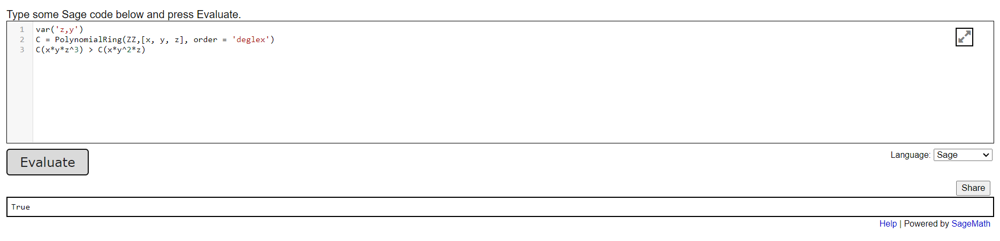 Type some Sage code below and press Evaluate.
1 var('z,y')
2 C = PolynomialRing(ZZ,[x, y, z], order = 'deglex')
3 C(x*y*z^3) > C(x*y^2*z)
Evaluate
Language: Sage
Share
True
Help | Powered by SageMath